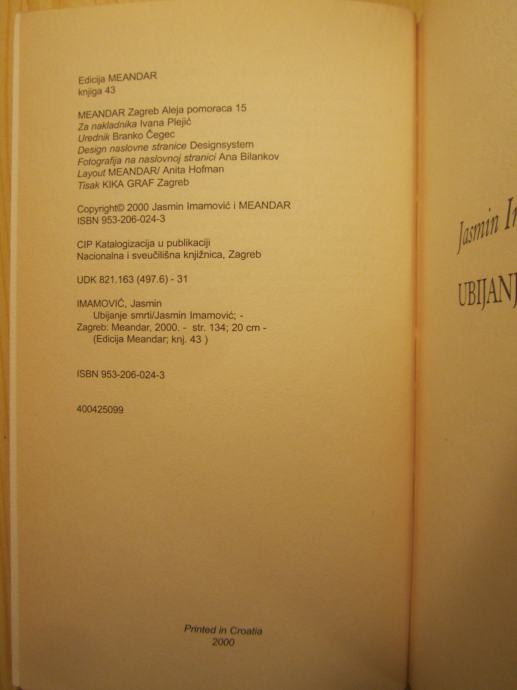 Edicija MEANDAR
knjiga 43
MEANDAR Zagreb Aleja pomoraca 15
Za nakladnika Ivana Plejić
Urednik Branko Čegec
Design naslovne stranice Designsystem
Fotografija na naslovnoj stranici Ana Bilankov
Layout MEANDAR/ Anita Hofman
Tisak KIKA GRAF Zagreb
Copyright© 2000 Jasmin Imamović i MEANDAR
ISBN 953-206-024-3
CIP Katalogizacija u publikaciji
Nacionalna i sveučilišna knjižnica, Zagreb
UDK 821.163 (497.6) - 31
IMAMOVIĆ, Jasmin
Ubijanje smrti/Jasmin Imamović; -
Zagreb: Meandar, 2000. - str. 134; 20 cm -
(Edicija Meandar; knj. 43 )
ISBN 953-206-024-3
400425099
Printed in Croatia
2000
Jasmin